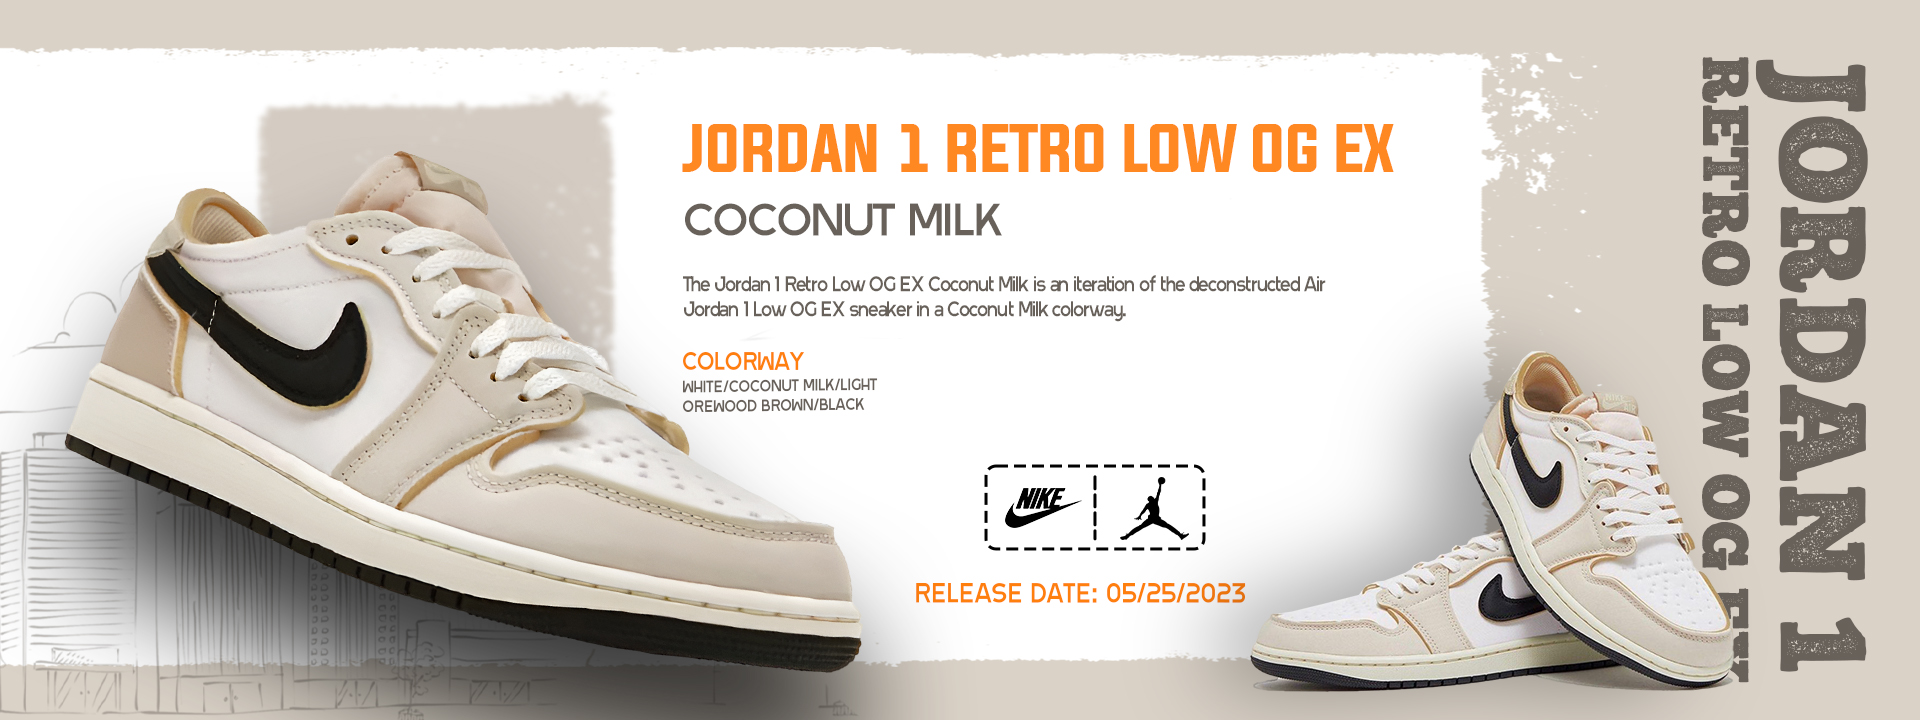 JORDAN 1 RETRO LOW OG EX
COCONUT MILK
The Jordan 1 Retro Low OG EX Coconut Milk is an iteration of the deconstructed Air
Jordan 1 Low OG EX sneaker in a Coconut Milk colorway.
COLORWAY
WHITE/COCONUT MILK/LIGHT
OREWOOD BROWN/BLACK
NIKE
RELEASE DATE: 05/25/2023
JORDAN 1
RETRO LOW OG EX